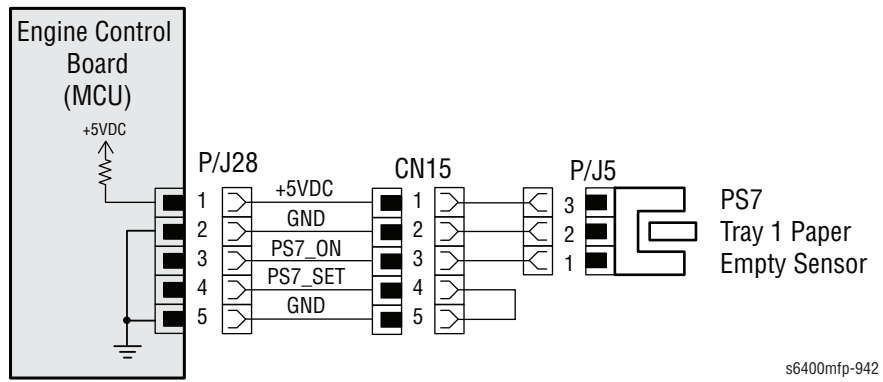 Engine Control
Board
(MCU)
+5VDC
P/J28
CN15
P/J5
1
+5VDC
1
3
2
GND
2
2
3
PS7_ON
3
1
4
PS7_SET
4
5
GND
5
PS7
Tray 1 Paper
Empty Sensor
s6400mfp-942